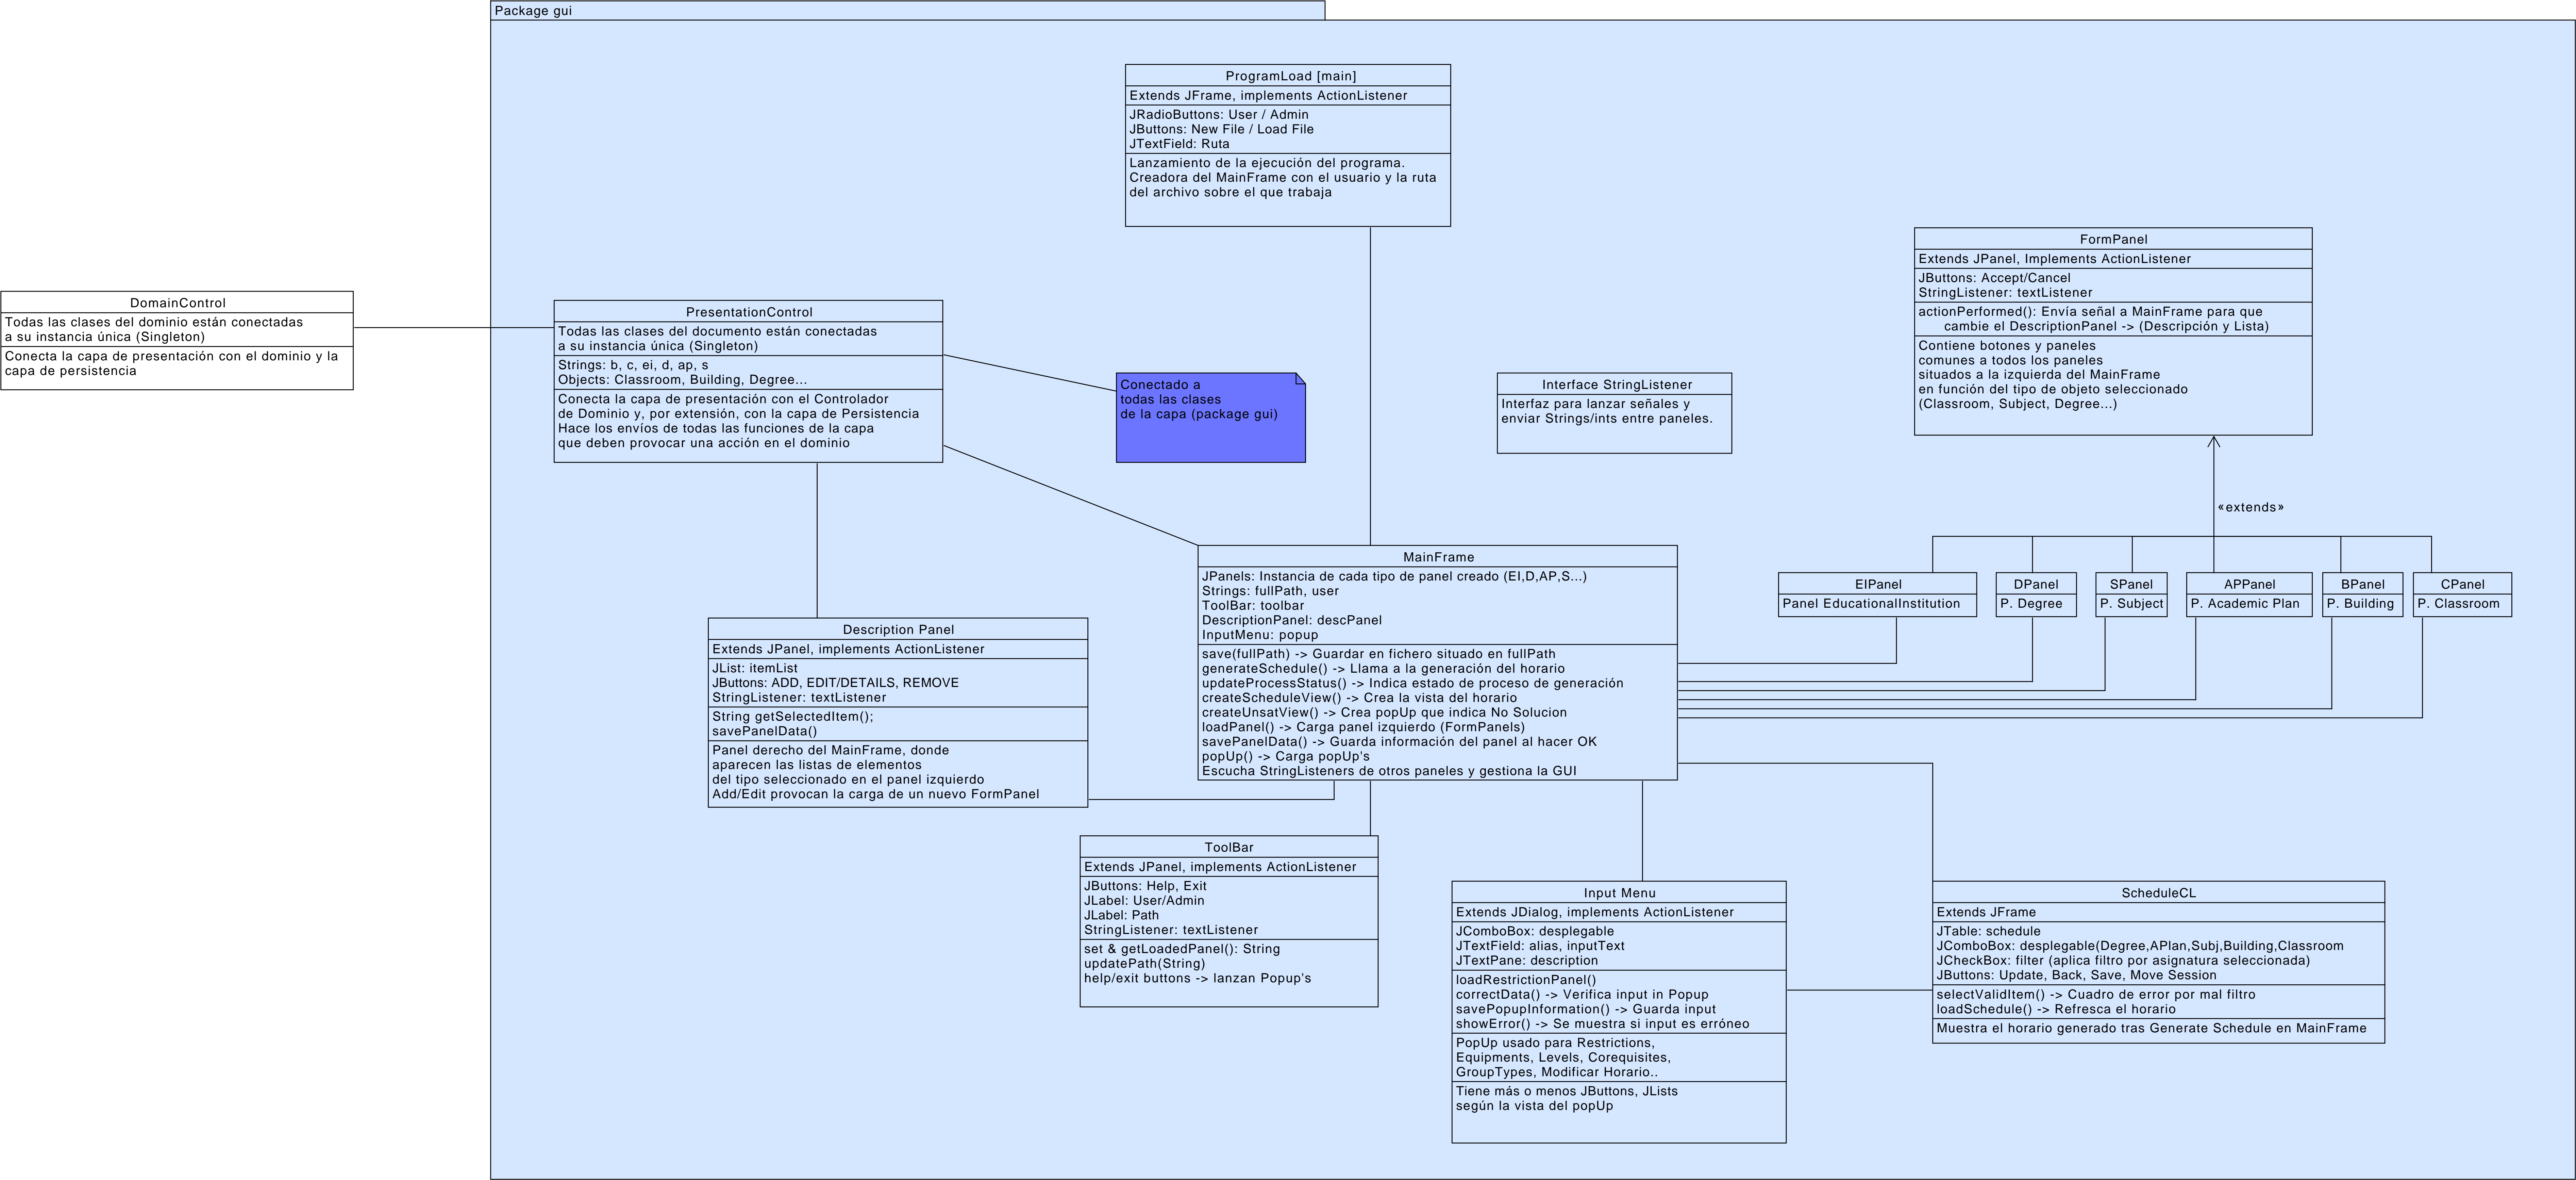 Package gui
ProgramLoad [main]
Extends JFrame, implements ActionListener
JRadioButtons: User / Admin
JButtons: New File / Load File
JTextField: Ruta
Lanzamiento de la ejecución del programa.
Creadora del MainFrame con el usuario y la ruta
del archivo sobre el que trabaja
FormPanel
Extends JPanel, Implements ActionListener
JButtons: Accept/Cancel
StringListener: textListener
actionPerformed(): Envía señal a MainFrame para que
cambie el DescriptionPanel -> (Descripción y Lista)
Contiene botones y paneles
comunes a todos los paneles
situados a la izquierda del MainFrame
en función del tipo de objeto seleccionado
(Classroom, Subject, Degree...)
DomainControl
Todas las clases del dominio están conectadas
a su instancia única (Singleton)
Conecta la capa de presentación con el dominio y la
capa de persistencia
PresentationControl
Todas las clases del documento están conectadas
a su instancia única (Singleton)
Strings: b, c, ei, d, ap, s
Objects: Classroom, Building, Degree...
Conecta la capa de presentación con el Controlador
de Dominio y, por extensión, con la capa de Persistencia
Hace los envíos de todas las funciones de la capa
que deben provocar una acción en el dominio
Conectado a
todas las clases
de la capa (package gui)
Interface StringListener
Interfaz para lanzar señales y
enviar Strings/ints entre paneles.
«extends»
MainFrame
JPanels: Instancia de cada tipo de panel creado (EI,D,AP,S...)
Strings: fullPath, user
ToolBar: toolbar
DescriptionPanel: descPanel
InputMenu: popup
save(fullPath) -> Guardar en fichero situado en fullPath
generateSchedule() -> Llama a la generación del horario
updateProcessStatus() -> Indica estado de proceso de generación
createScheduleView() -> Crea la vista del horario
createUnsatView() -> Crea popUp que indica No Solucion
loadPanel() -> Carga panel izquierdo (FormPanels)
savePanelData() -> Guarda información del panel al hacer OK
popUp() -> Carga popUp's
Escucha StringListeners de otros paneles y gestiona la GUI
EIPanel
Panel EducationalInstitution
DPanel
P. Degree
SPanel
P. Subject
APPanel
P. Academic Plan
BPanel
P. Building
CPanel
P. Classroom
Description Panel
Extends JPanel, implements ActionListener
JList: itemList
JButtons: ADD, EDIT/DETAILS, REMOVE
StringListener: textListener
String getSelectedItem();
savePanelData()
Panel derecho del MainFrame, donde
aparecen las listas de elementos
del tipo seleccionado en el panel izquierdo
Add/Edit provocan la carga de un nuevo FormPanel
ToolBar
Extends JPanel, implements ActionListener
JButtons: Help, Exit
JLabel: User/Admin
JLabel: Path
StringListener: textListener
set & getLoadedPanel(): String
updatePath(String)
help/exit buttons -> lanzan Popup's
Input Menu
Extends JDialog, implements ActionListener
JComboBox: desplegable
JTextField: alias, inputText
JTextPane: description
loadRestrictionPanel()
correctData() -> Verifica input in Popup
savePopupInformation() -> Guarda input
showError() -> Se muestra si input es erróneo
PopUp usado para Restrictions,
Equipments, Levels, Corequisites,
GroupTypes, Modificar Horario..
Tiene más o menos JButtons, JLists
según la vista del popUp
ScheduleCL
Extends JFrame
JTable: schedule
JComboBox: desplegable(Degree,APlan,Subj,Building,Classroom
JCheckBox: filter (aplica filtro por asignatura seleccionada)
JButtons: Update, Back, Save, Move Session
selectValidItem() -> Cuadro de error por mal filtro
loadSchedule() -> Refresca el horario
Muestra el horario generado tras Generate Schedule en MainFrame